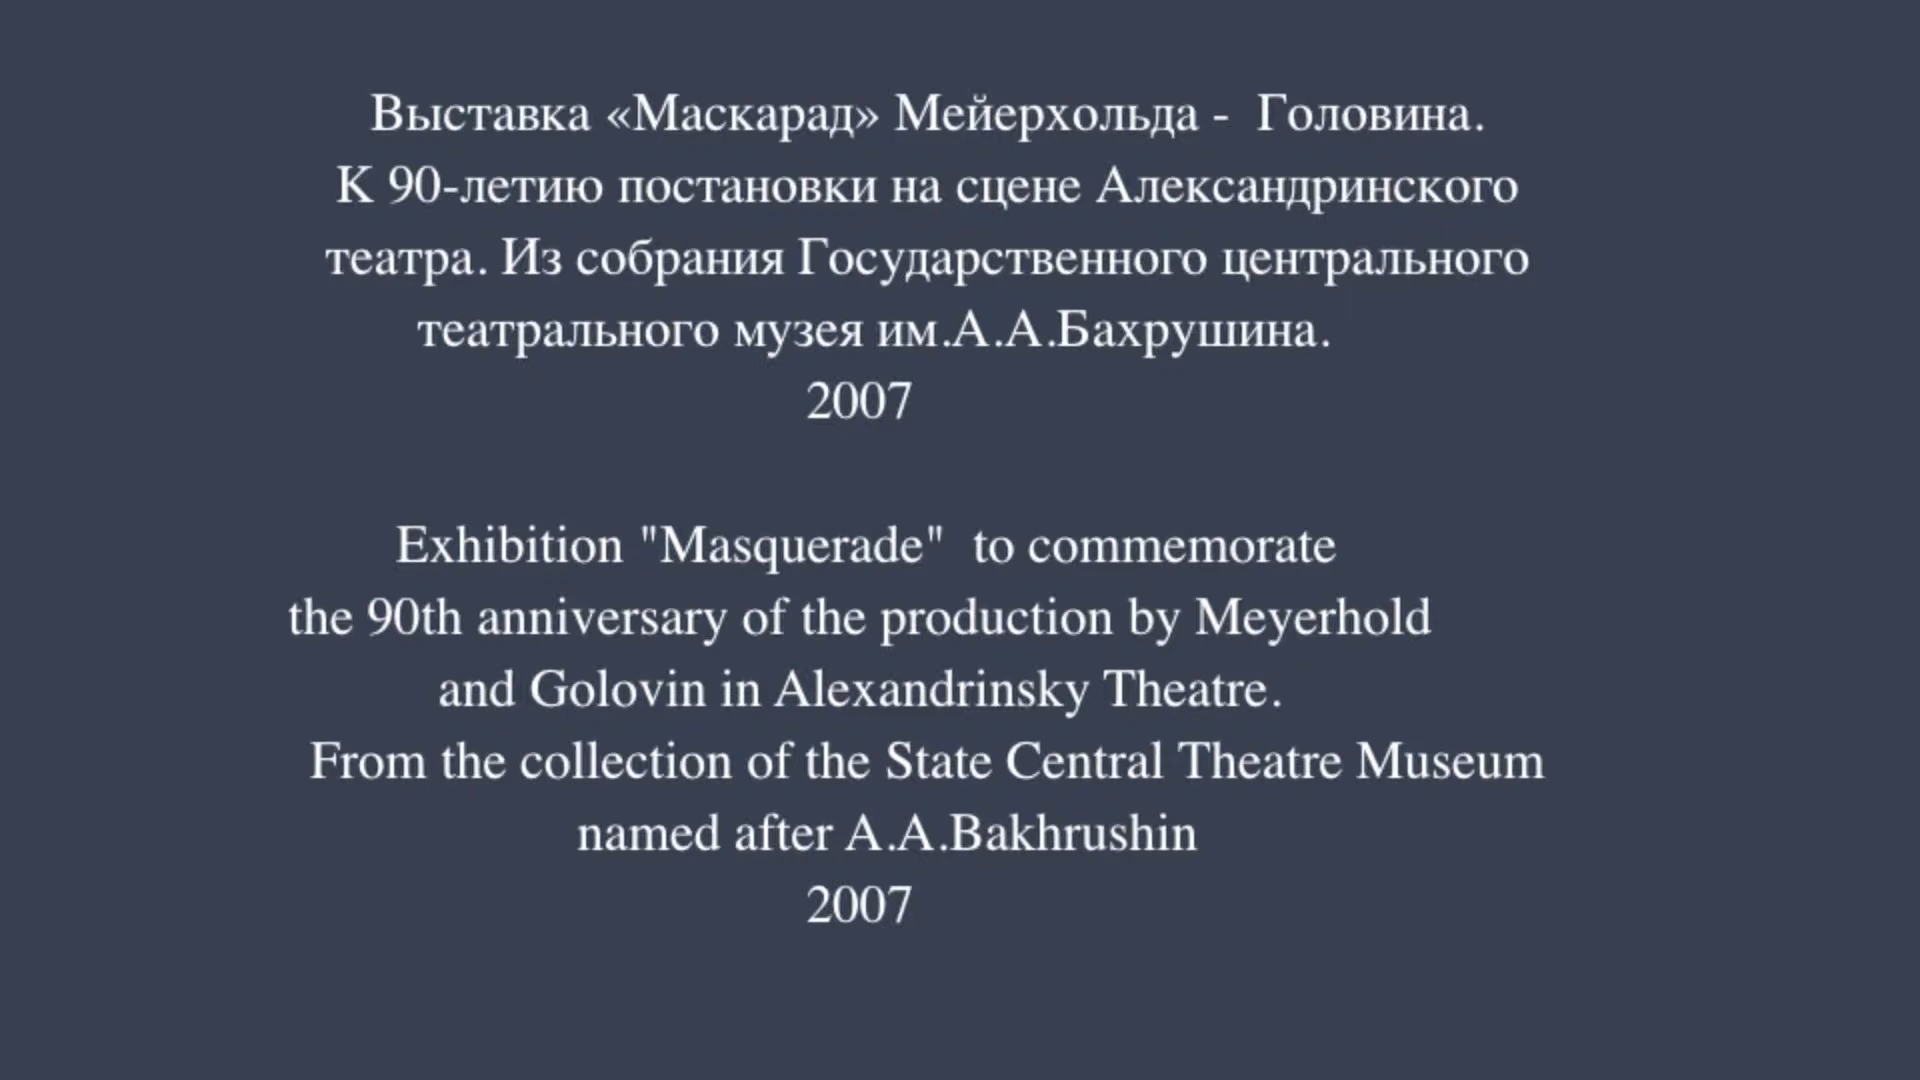 Выставка «Маскарад» Мейерхольда -  Головина.
К 90-летию постановки на сцене Александринского
театра. Из собрания Государственного центрального
театрального музея им.А.А.Бахрушина.
2007
Exhibition "Masquerade"  to commemorate
the 90th anniversary of the production by Meyerhold
and Golovin in Alexandrinsky Theatre.
From the collection of the State Central Theatre Museum
named after A.A.Bakhrushin
2007